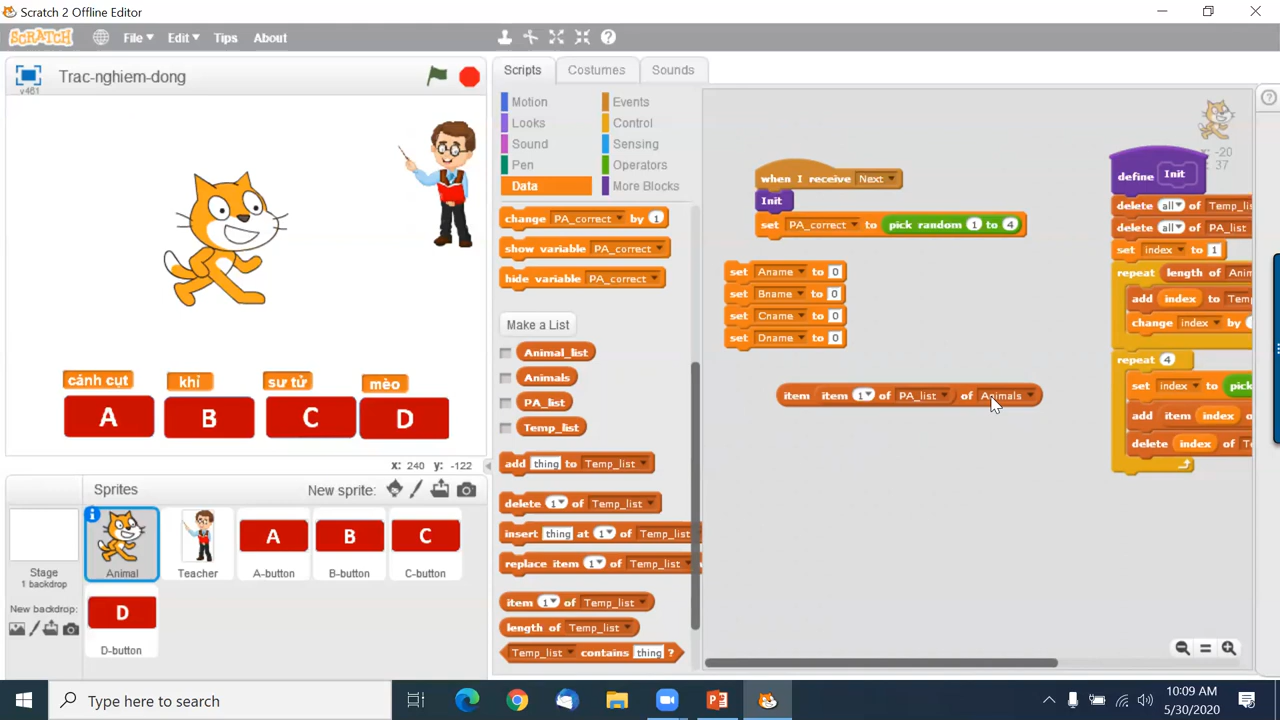 Scratch 2 Offline Editor
SCRATCH File Edit Tips About
v461 Trac-nghiem-dong
Scripts Costumes Sounds
Motion Events
Looks Control
Sound Sensing
Pen Operators
Data More Blocks
change PA_correct by 1
show variable PA_correct
hide variable PA_correct
Make a List
Animal_list
Animals
PA_list
Temp_list
add thing to Temp_list
delete 1 of Temp_list
insert thing at 1 of Temp_list
replace item 1 of Temp_list
item 1 of Temp_list
length of Temp_list
Temp_list contains thing ?
when I receive Next
Init
set PA_correct to pick random 1 to 4
set Aname to 0
set Bname to 0
set Cname to 0
set Dname to 0
item item 1 of PA_list of Animals
x: -20
37
define Init
delete all of Temp_lis
delete all of PA_list
set index to 1
repeat length of Anim
add index to Temp
change index by
repeat 4
set index to pick
add item index o
delete index of T
cánh cụt khỉ sư tử mèo
A B C D
x: 240 y: -122
Sprites New sprite:
Stage
1 backdrop
New backdrop:
Animal
Teacher
A
A-button
B
B-button
C
C-button
D
D-button
Type here to search
10:09 AM
5/30/2020